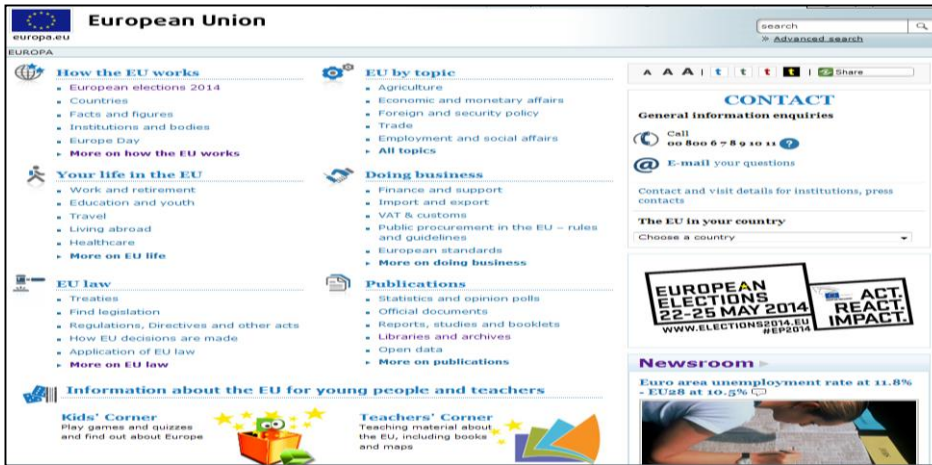 European Union
europa.eu
search
Advanced search
EUROPA
How the EU works
European elections 2014
Countries
Facts and figures
Institutions and bodies
Europe Day
More on how the EU works
EU by topic
Agriculture
Economic and monetary affairs
Foreign and security policy
Trade
Employment and social affairs
All topics
Your life in the EU
Work and retirement
Education and youth
Travel
Living abroad
Healthcare
More on EU life
Doing business
Finance and support
Import and export
VAT & customs
Public procurement in the EU – rules
and guidelines
European standards
More on doing business
EU law
Treaties
Find legislation
Regulations, Directives and other acts
How EU decisions are made
Application of EU law
More on EU law
Publications
Statistics and opinion polls
Official documents
Reports, studies and booklets
Libraries and archives
Open data
More on publications
Information about the EU for young people and teachers
Kids' Corner
Play games and quizzes
and find out about Europe
Teachers' Corner
Teaching material about
the EU, including books
and maps
A A A | t t t t | Share
CONTACT
General information enquiries
Call
00 800 6 7 8 9 10 11 ?
@ E-mail your questions
Contact and visit details for institutions, press
contacts
The EU in your country
Choose a country
EUROPEAN
ELECTIONS
22-25 MAY 2014
WWW.ELECTIONS2014.EU
#EP2014
ACT.
REACT.
IMPACT.
Newsroom
Euro area unemployment rate at 11.8%
- EU28 at 10.5%